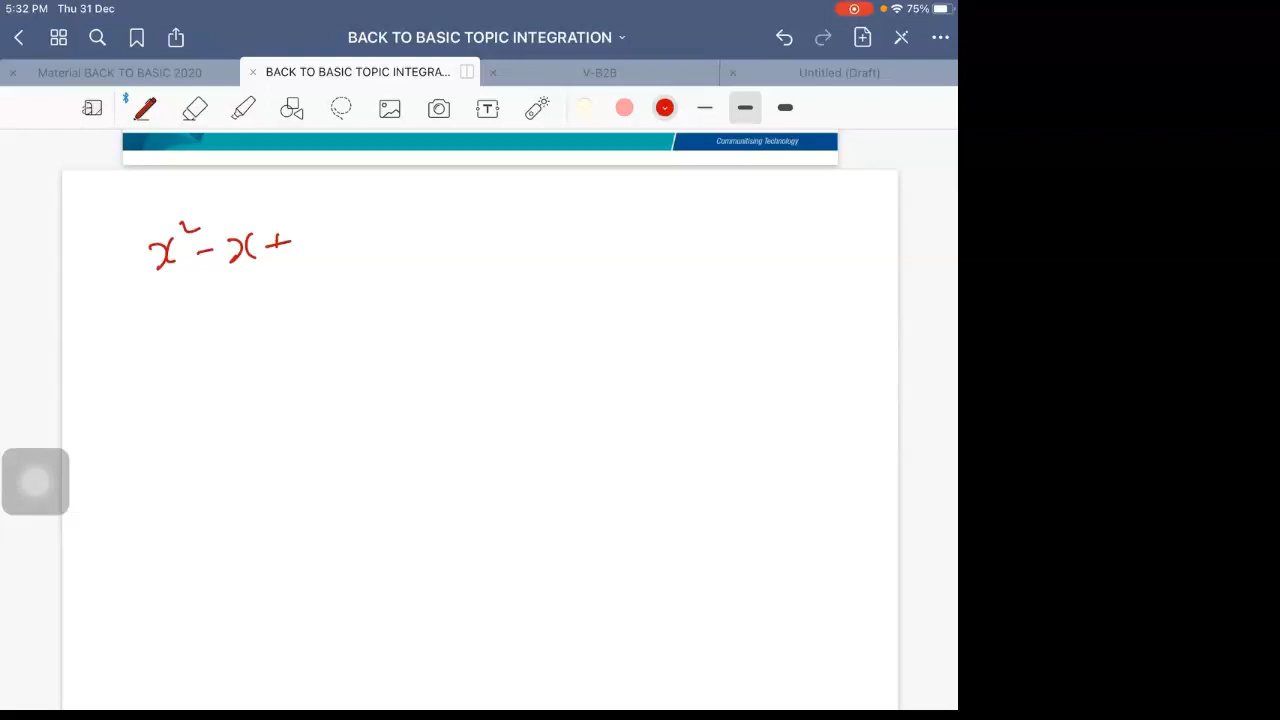 5:32 PM Thu 31 Dec
75%
BACK TO BASIC TOPIC INTEGRATION
Material BACK TO BASIC 2020
BACK TO BASIC TOPIC INTEGRA...
V-B2B
Untitled (Draft)
T
Communitising Technology
x² - x +